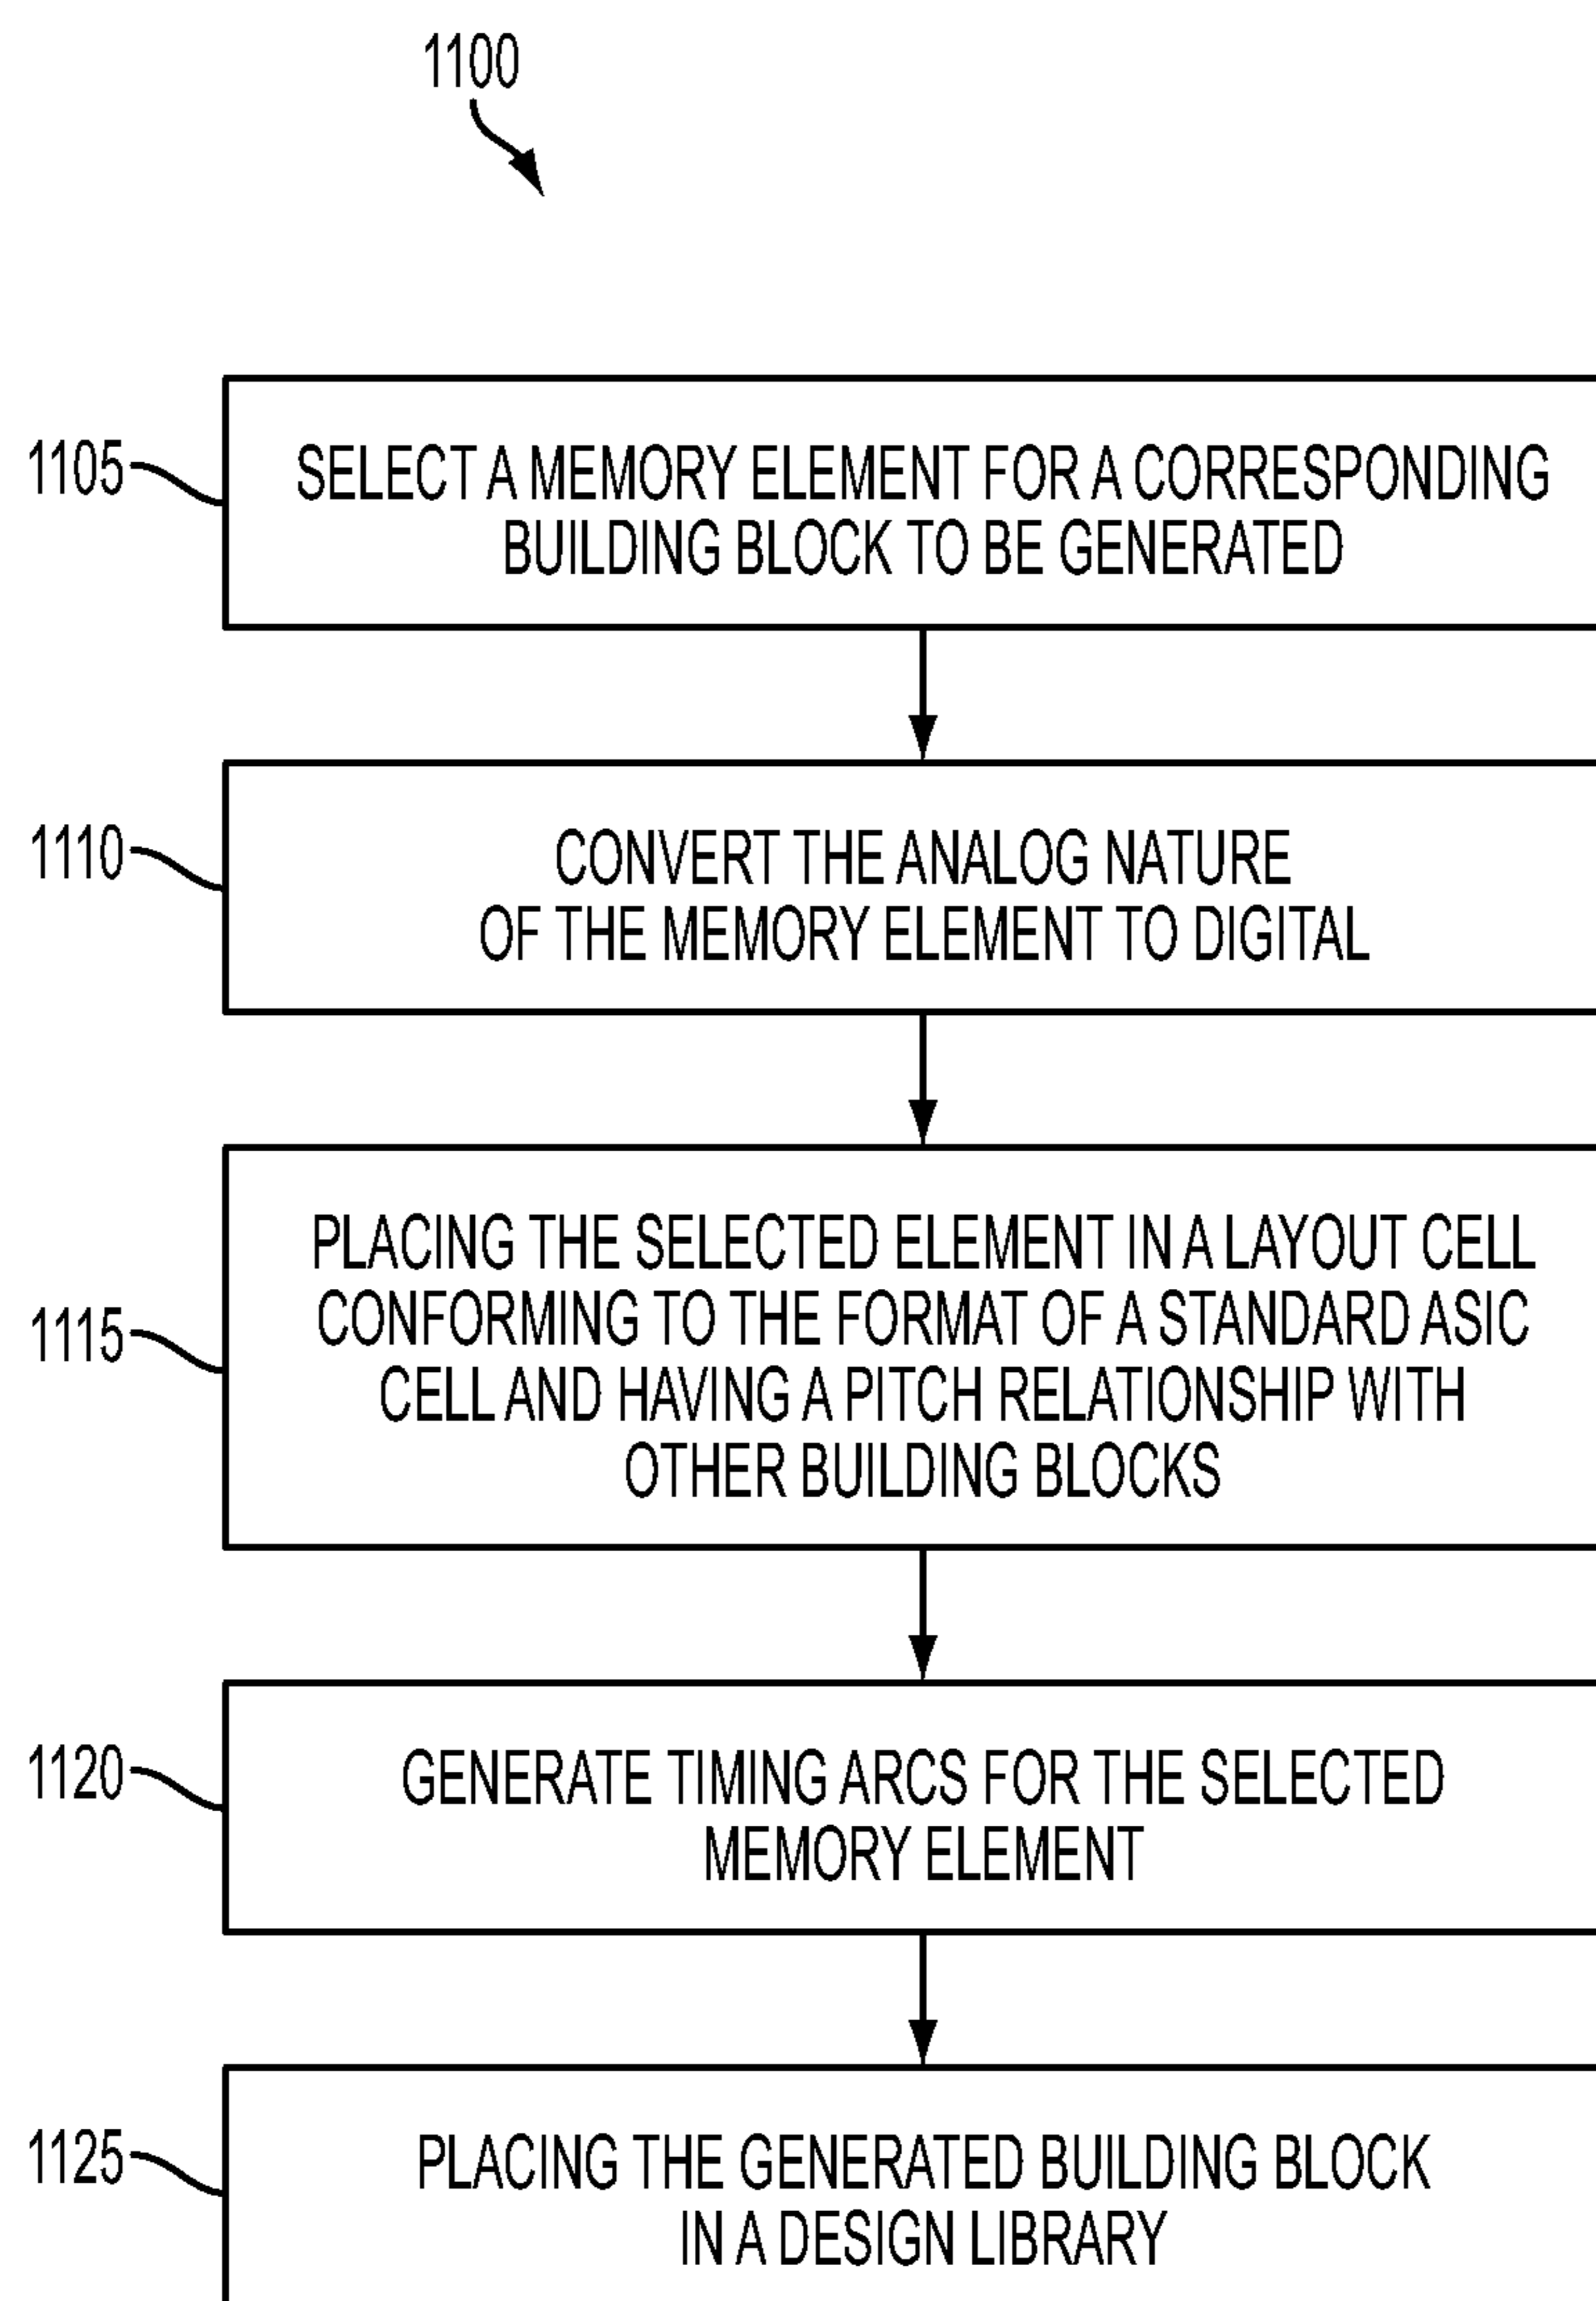 1100
1105
SELECT A MEMORY ELEMENT FOR A CORRESPONDING
BUILDING BLOCK TO BE GENERATED
1110
CONVERT THE ANALOG NATURE
OF THE MEMORY ELEMENT TO DIGITAL
1115
PLACING THE SELECTED ELEMENT IN A LAYOUT CELL
CONFORMING TO THE FORMAT OF A STANDARD ASIC
CELL AND HAVING A PITCH RELATIONSHIP WITH
OTHER BUILDING BLOCKS
1120
GENERATE TIMING ARCS FOR THE SELECTED
MEMORY ELEMENT
1125
PLACING THE GENERATED BUILDING BLOCK
IN A DESIGN LIBRARY